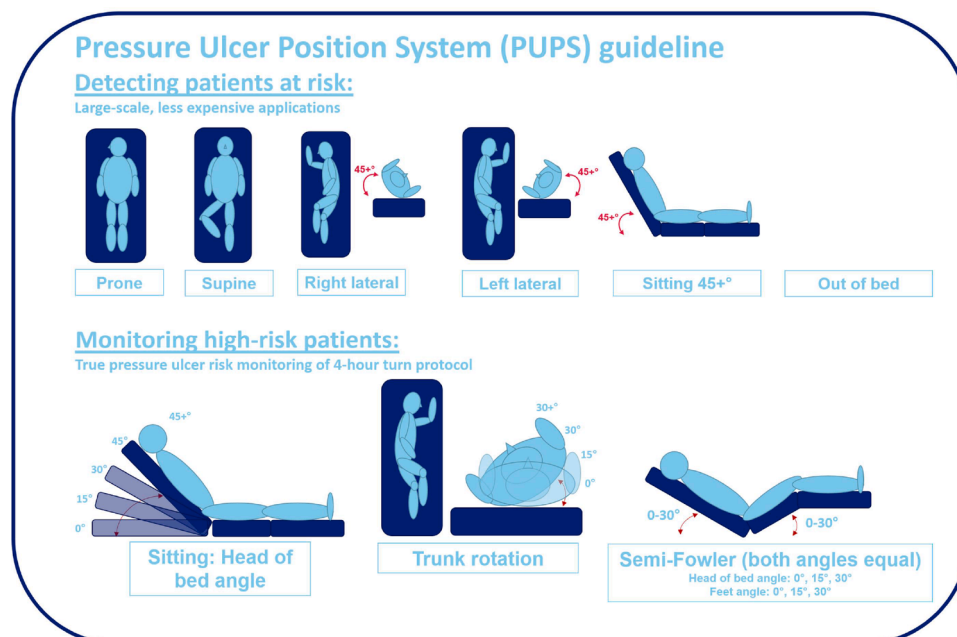 Pressure Ulcer Position System (PUPS) guideline
Detecting patients at risk:
Large-scale, less expensive applications
45+°
45+°
45+°
Prone
Supine
Right lateral
Left lateral
Sitting 45+°
Out of bed
Monitoring high-risk patients:
True pressure ulcer risk monitoring of 4-hour turn protocol
45+°
45°
30°
15°
0°
30+°
30°
15°
0°
0-30°
0-30°
Sitting: Head of
bed angle
Trunk rotation
Semi-Fowler (both angles equal)
Head of bed angle: 0°, 15°, 30°
Feet angle: 0°, 15°, 30°